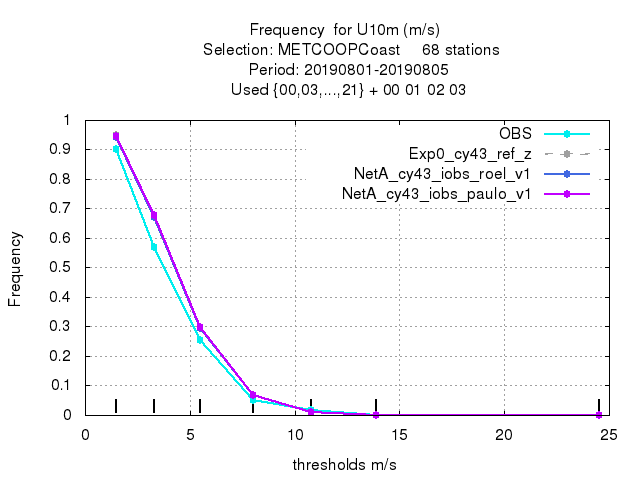 Frequency  for U10m (m/s)
Selection: METCOOPCoast     68 stations
Period: 20190801-20190805
Used {00,03,...,21} + 00 01 02 03
1
0.9
0.8
0.7
0.6
0.5
0.4
0.3
0.2
0.1
0
Frequency
OBS
Exp0_cy43_ref_z
NetA_cy43_iobs_roel_v1
NetA_cy43_iobs_paulo_v1
0 5 10 15 20 25
thresholds m/s